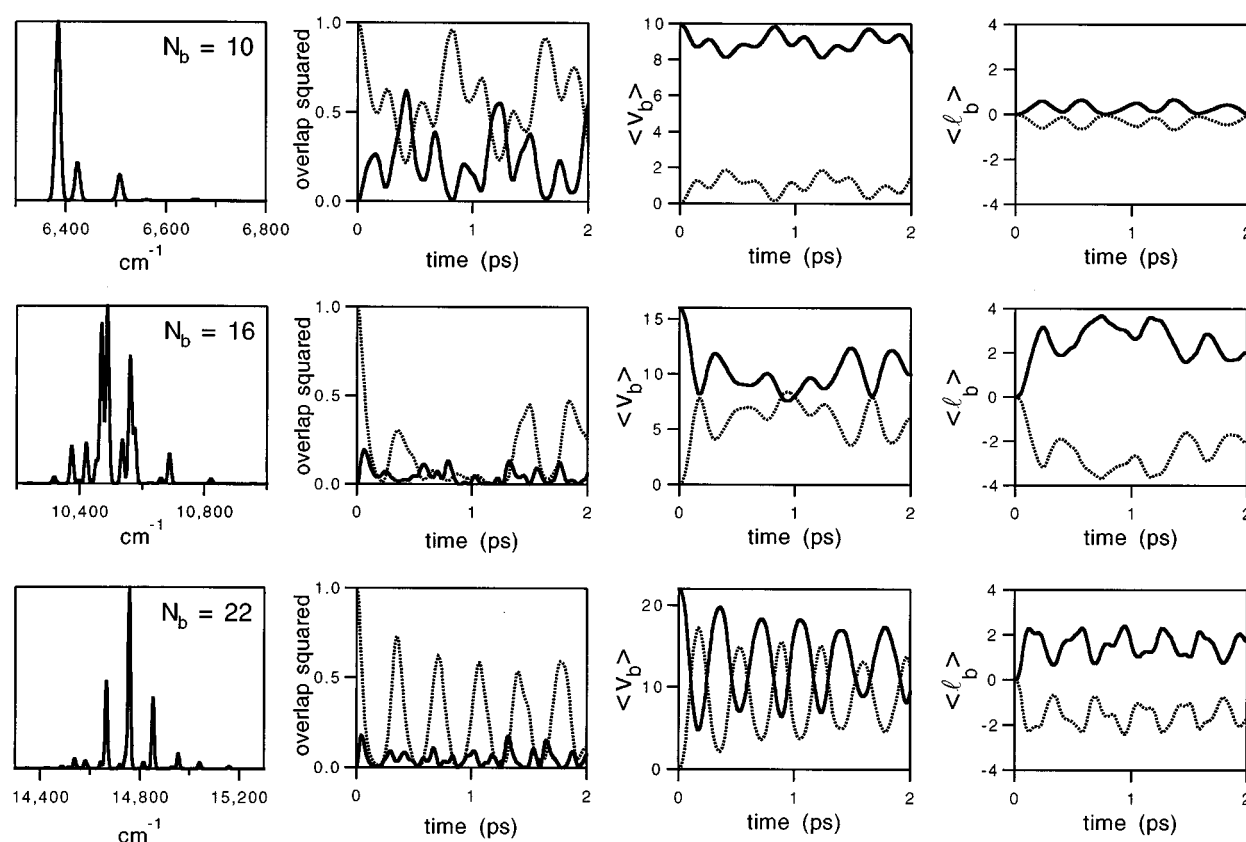 N_b = 10
6,400 6,600 6,800
cm⁻¹
overlap squared
1.0
0.5
0.0
0 1 2
time (ps)
<v_b>
10
8
6
4
2
0
0 1 2
time (ps)
<ℓ_b>
4
2
0
-2
-4
0 1 2
time (ps)
N_b = 16
10,400 10,800
cm⁻¹
overlap squared
1.0
0.5
0.0
0 1 2
time (ps)
<v_b>
15
10
5
0
0 1 2
time (ps)
<ℓ_b>
4
2
0
-2
-4
0 1 2
time (ps)
N_b = 22
14,400 14,800 15,200
cm⁻¹
overlap squared
1.0
0.5
0.0
0 1 2
time (ps)
<v_b>
20
10
0
0 1 2
time (ps)
<ℓ_b>
4
2
0
-2
-4
0 1 2
time (ps)